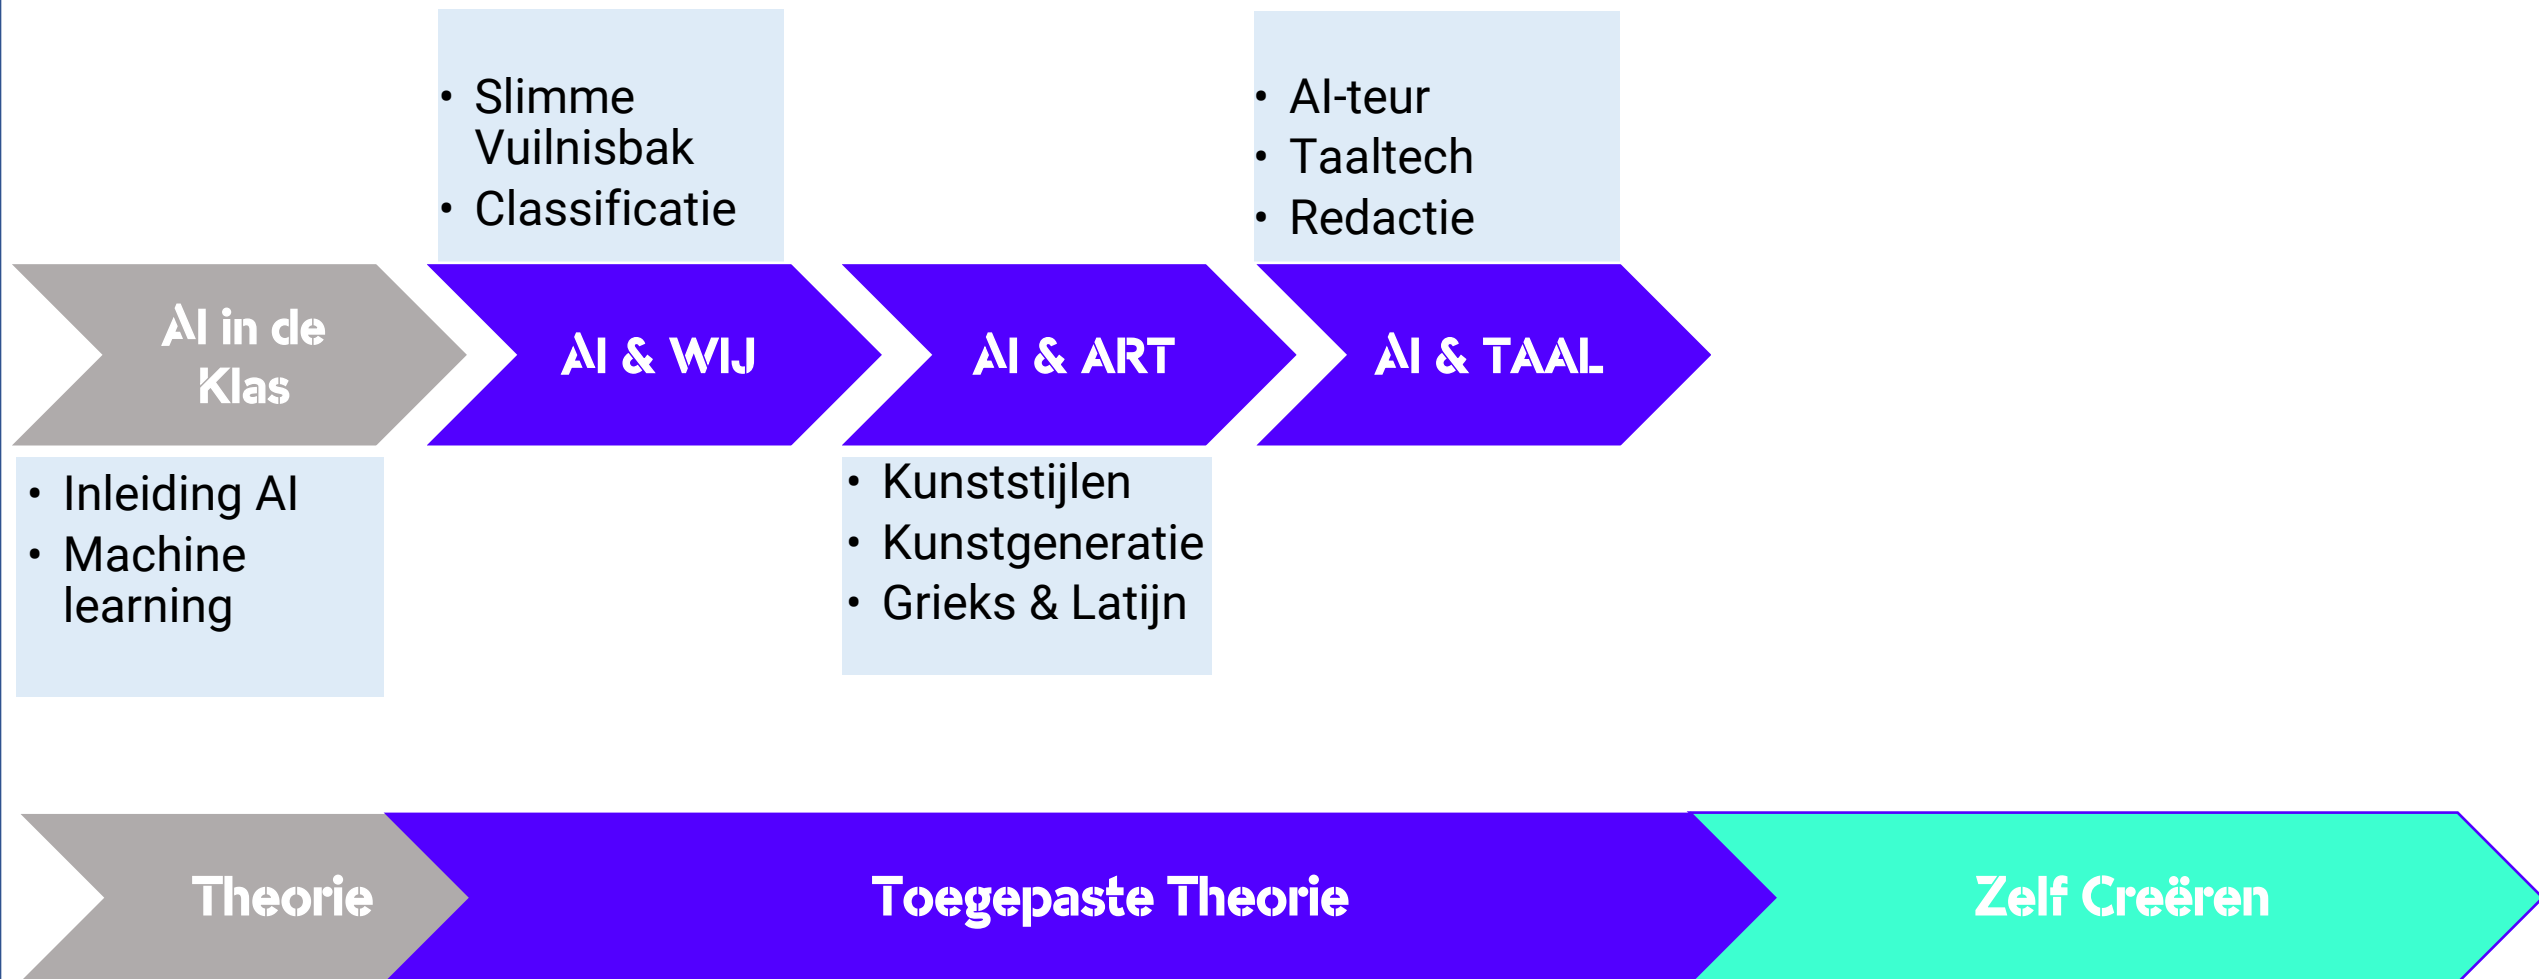 • Slimme
Vuilnisbak
• Classificatie
• AI-teur
• Taaltech
• Redactie
AI in de
Klas
AI & WIJ
AI & ART
AI & TAAL
• Inleiding AI
• Machine
learning
• Kunststijlen
• Kunstgeneratie
• Grieks & Latijn
Theorie
Toegepaste Theorie
Zelf Creëren